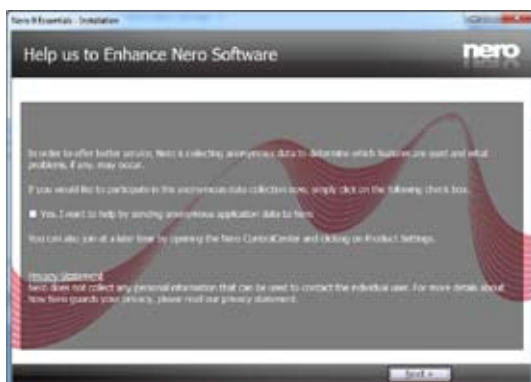 Nero 9 Essentials - Installation
Help us to Enhance Nero Software
nero
In order to offer better service, Nero is collecting anonymous data to determine which features are used and what
problems, if any, may occur.
If you would like to participate in this anonymous data collection now, simply click on the following check box.
Yes, I want to help by sending anonymous application data to Nero
You can also join at a later time by opening the Nero ControlCenter and clicking on Product Settings.
Privacy Statement
Nero does not collect any personal information that can be used to contact the individual user. For more details about
how Nero guards your privacy, please read our privacy statement.
Next >